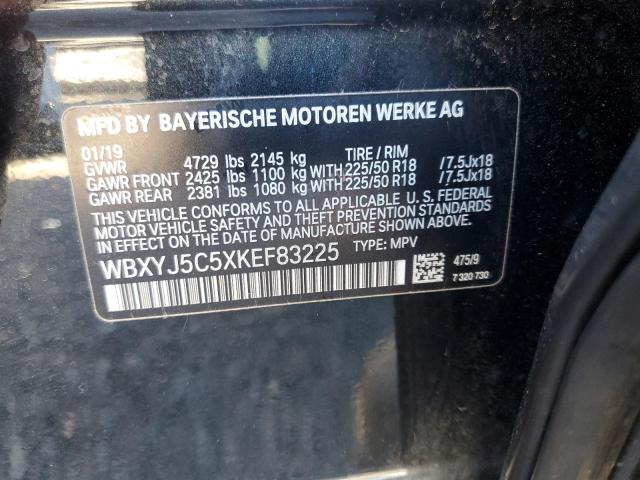 MFD BY BAYERISCHE MOTOREN WERKE AG
01/19 TIRE / RIM
GVWR 4729 lbs 2145 kg
GAWR FRONT 2425 lbs 1100 kg WITH 225/50 R18 /7.5Jx18
GAWR REAR 2381 lbs 1080 kg WITH 225/50 R18 /7.5Jx18
THIS VEHICLE CONFORMS TO ALL APPLICABLE U. S. FEDERAL
MOTOR VEHICLE SAFETY, BUMPER AND THEFT PREVENTION
STANDARDS IN EFFECT ON THE DATE OF
MANUFACTURE SHOWN ABOVE.
WBXYJ5C5XKEF83225 TYPE: MPV
475/9
7 320 730